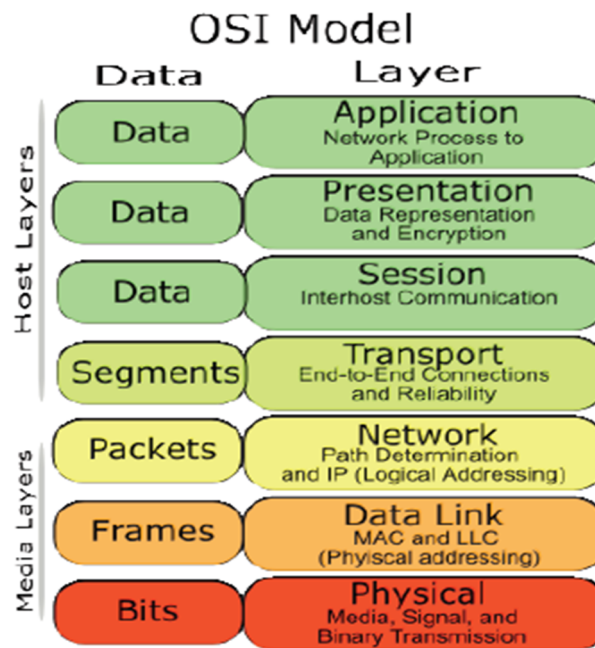 OSI Model
Data Layer
Host Layers
Data
Application
Network Process to
Application
Data
Presentation
Data Representation
and Encryption
Data
Session
Interhost Communication
Segments
Transport
End-to-End Connections
and Reliability
Media Layers
Packets
Network
Path Determination
and IP (Logical Addressing)
Frames
Data Link
MAC and LLC
(Phyiscal addressing)
Bits
Physical
Media, Signal, and
Binary Transmission